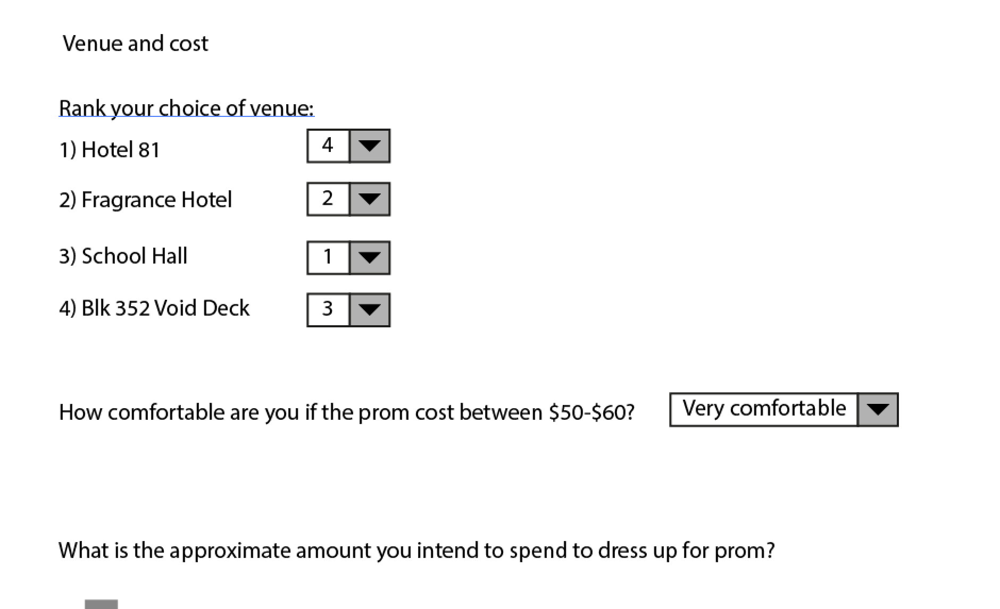 Venue and cost
Rank your choice of venue:
1) Hotel 81 4
2) Fragrance Hotel 2
3) School Hall 1
4) Blk 352 Void Deck 3
How comfortable are you if the prom cost between $50-$60? Very comfortable
What is the approximate amount you intend to spend to dress up for prom?